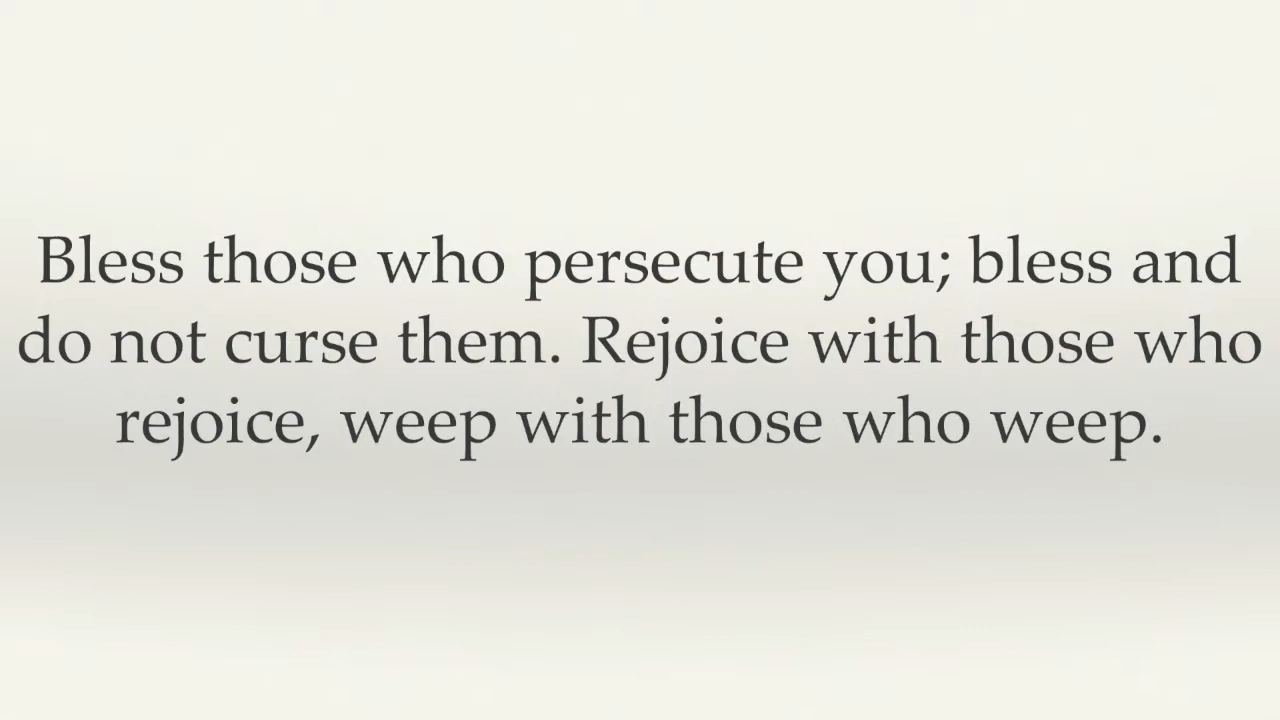 Bless those who persecute you; bless and
do not curse them. Rejoice with those who
rejoice, weep with those who weep.